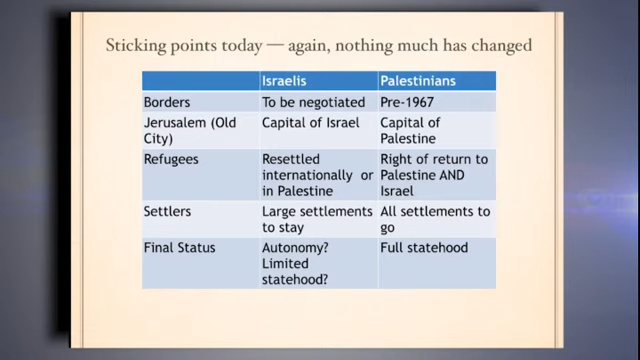 Sticking points today — again, nothing much has changed
Israelis Palestinians
Borders To be negotiated Pre-1967
Jerusalem (Old City) Capital of Israel Capital of Palestine
Refugees Resettled internationally or in Palestine Right of return to Palestine AND Israel
Settlers Large settlements to stay All settlements to go
Final Status Autonomy? Limited statehood? Full statehood